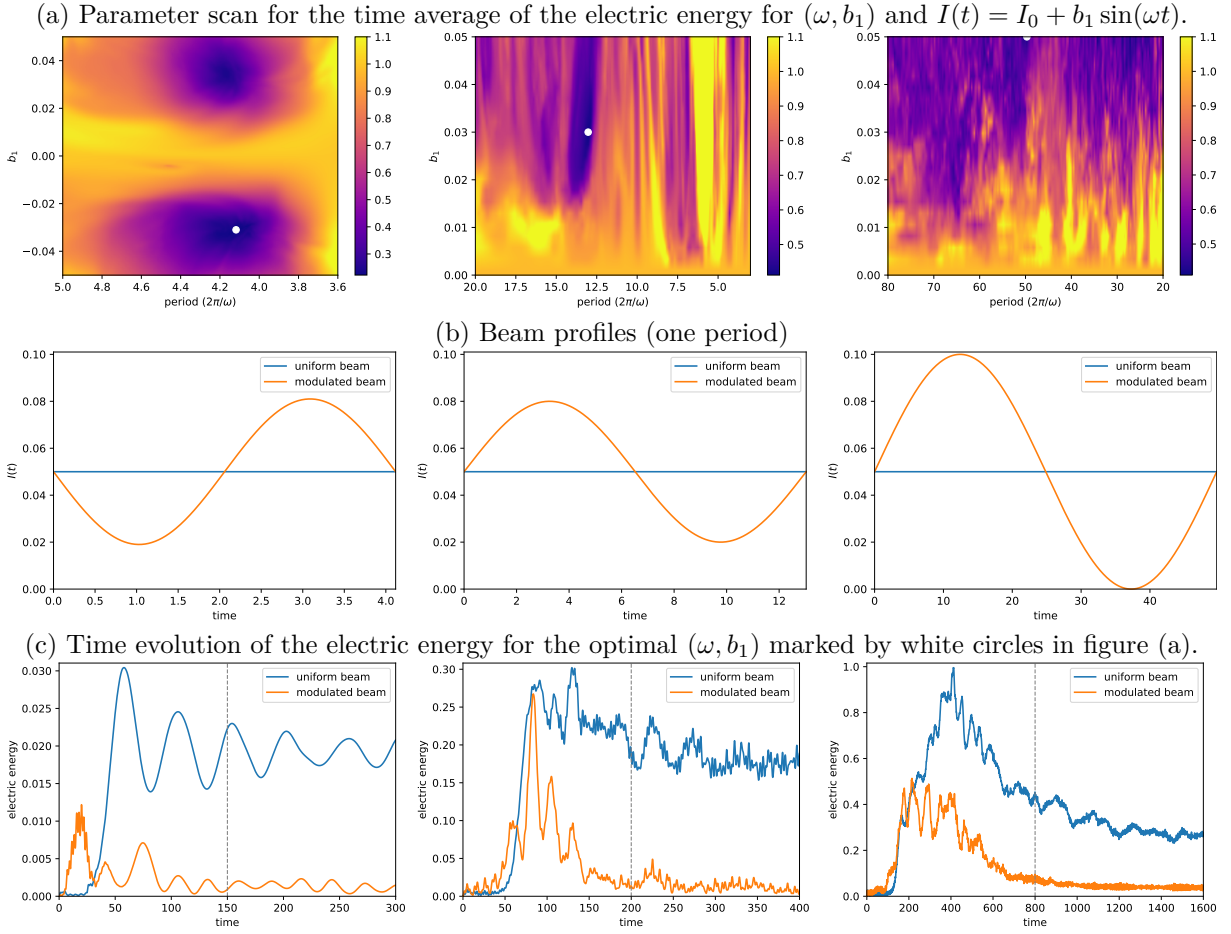 (a) Parameter scan for the time average of the electric energy for (ω, b₁) and I(t) = I₀ + b₁ sin(ωt).
0.04
0.02
0.00
−0.02
−0.04
b₁
5.0 4.8 4.6 4.4 4.2 4.0 3.8 3.6
period (2π/ω)
1.1
1.0
0.9
0.8
0.7
0.6
0.5
0.4
0.3
0.05
0.04
0.03
0.02
0.01
0.00
b₁
20.0 17.5 15.0 12.5 10.0 7.5 5.0
period (2π/ω)
1.1
1.0
0.9
0.8
0.7
0.6
0.5
0.05
0.04
0.03
0.02
0.01
0.00
b₁
80 70 60 50 40 30 20
period (2π/ω)
1.1
1.0
0.9
0.8
0.7
0.6
0.5
(b) Beam profiles (one period)
0.10
0.08
0.06
0.04
0.02
0.00
I(t)
uniform beam
modulated beam
0.0 0.5 1.0 1.5 2.0 2.5 3.0 3.5 4.0
time
0.10
0.08
0.06
0.04
0.02
0.00
I(t)
uniform beam
modulated beam
0 2 4 6 8 10 12
time
0.10
0.08
0.06
0.04
0.02
0.00
I(t)
uniform beam
modulated beam
0 10 20 30 40
time
(c) Time evolution of the electric energy for the optimal (ω, b₁) marked by white circles in figure (a).
0.030
0.025
0.020
0.015
0.010
0.005
0.000
electric energy
uniform beam
modulated beam
0 50 100 150 200 250 300
time
0.30
0.25
0.20
0.15
0.10
0.05
0.00
electric energy
uniform beam
modulated beam
0 50 100 150 200 250 300 350 400
time
1.0
0.8
0.6
0.4
0.2
0.0
electric energy
uniform beam
modulated beam
0 200 400 600 800 1000 1200 1400 1600
time